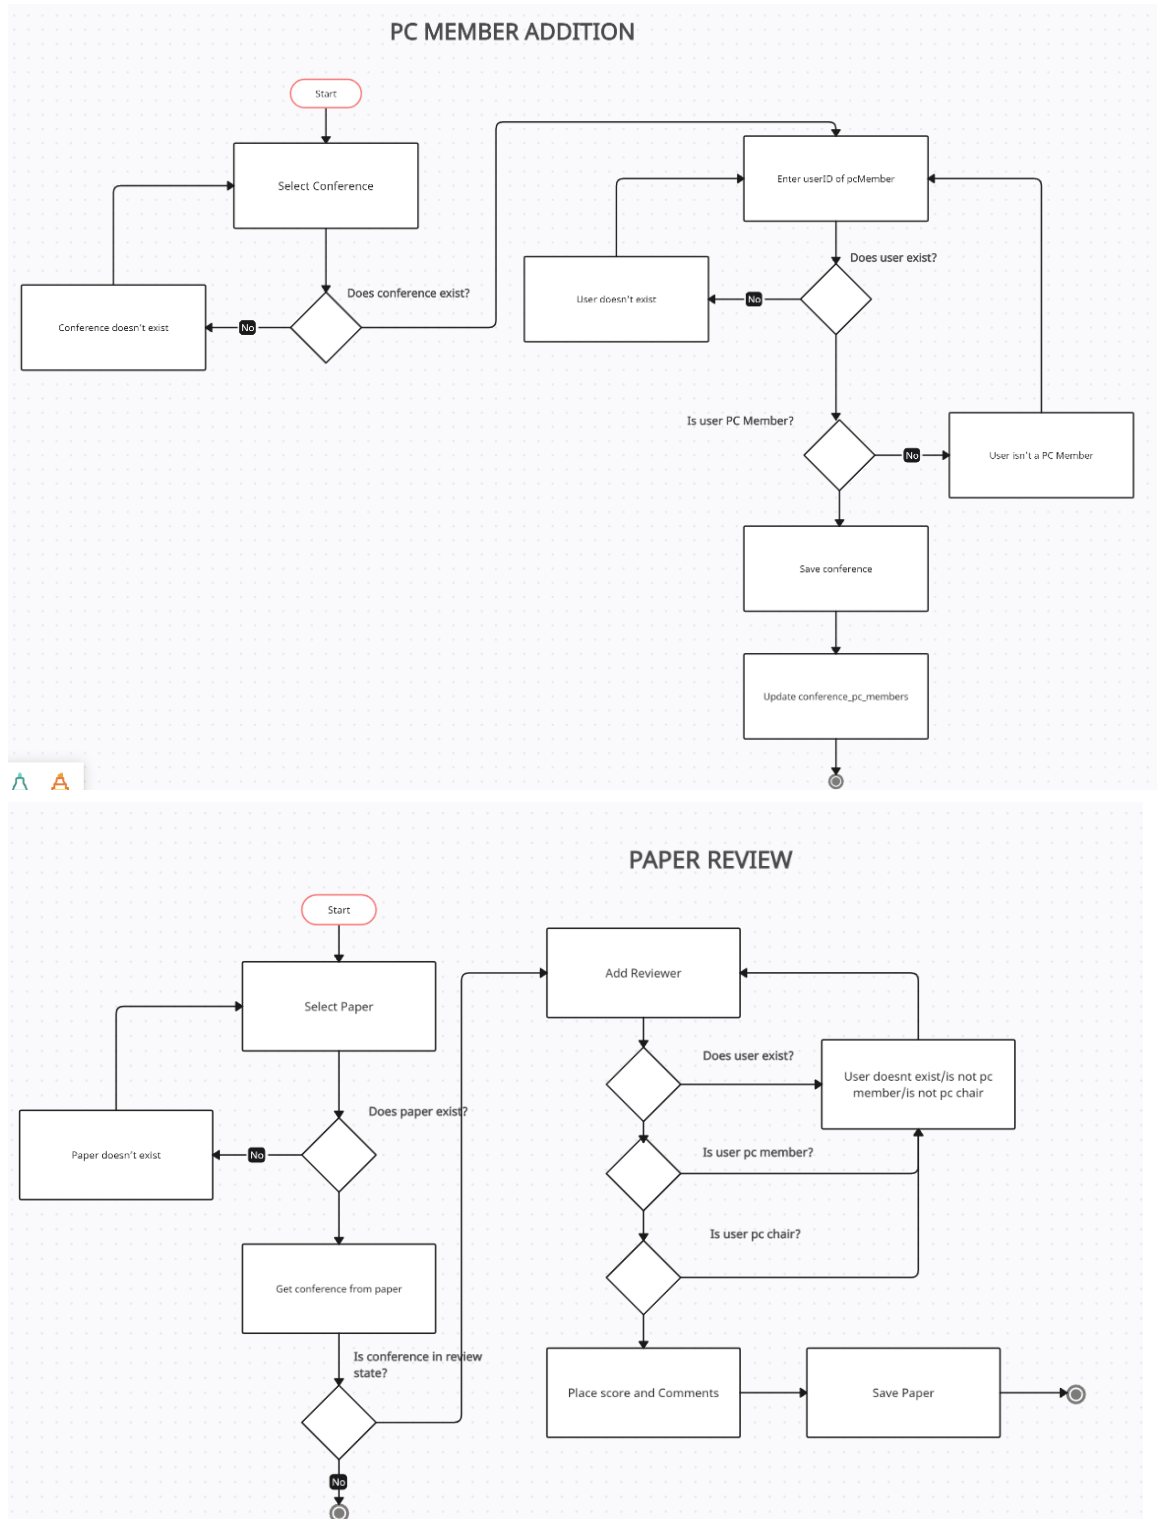 PC MEMBER ADDITION
Start
Select Conference
Does conference exist?
No
Conference doesn't exist
Enter userID of pcMember
Does user exist?
No
User doesn't exist
Is user PC Member?
No
User isn't a PC Member
Save conference
Update conference_pc_members
PAPER REVIEW
Start
Select Paper
Does paper exist?
No
Paper doesn't exist
Get conference from paper
Is conference in review
state?
No
Add Reviewer
Does user exist?
User doesnt exist/is not pc
member/is not pc chair
Is user pc member?
Is user pc chair?
Place score and Comments
Save Paper